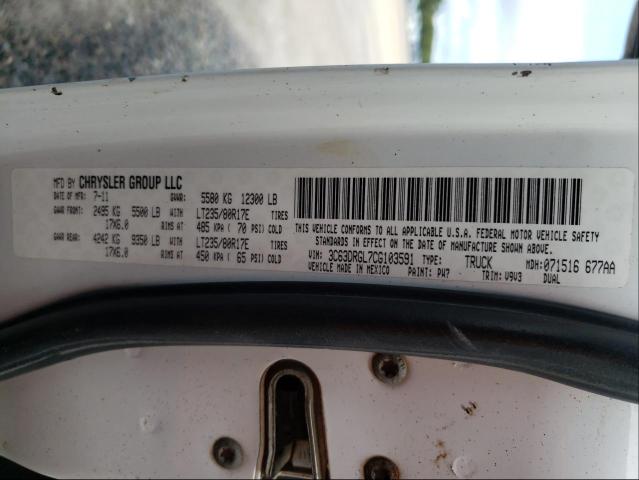 MFD BY CHRYSLER GROUP LLC
DATE OF MFR: 7-11 GVWR: 5580 KG 12300 LB
GAWR FRONT: 2495 KG 5500 LB WITH LT235/80R17E TIRES
17X6.0 RIMS AT 485 KPA ( 70 PSI) COLD
GAWR REAR: 4242 KG 9350 LB WITH LT235/80R17E TIRES
17X6.0 RIMS AT 450 KPA ( 65 PSI) COLD
THIS VEHICLE CONFORMS TO ALL APPLICABLE U.S.A. FEDERAL MOTOR VEHICLE SAFETY
STANDARDS IN EFFECT ON THE DATE OF MANUFACTURE SHOWN ABOVE.
VIN: 3C63DRGL7CG103591 TYPE: TRUCK MDH: 071516 677AA
VEHICLE MADE IN MEXICO PAINT: PW7 TRIM: V9V3 DUAL